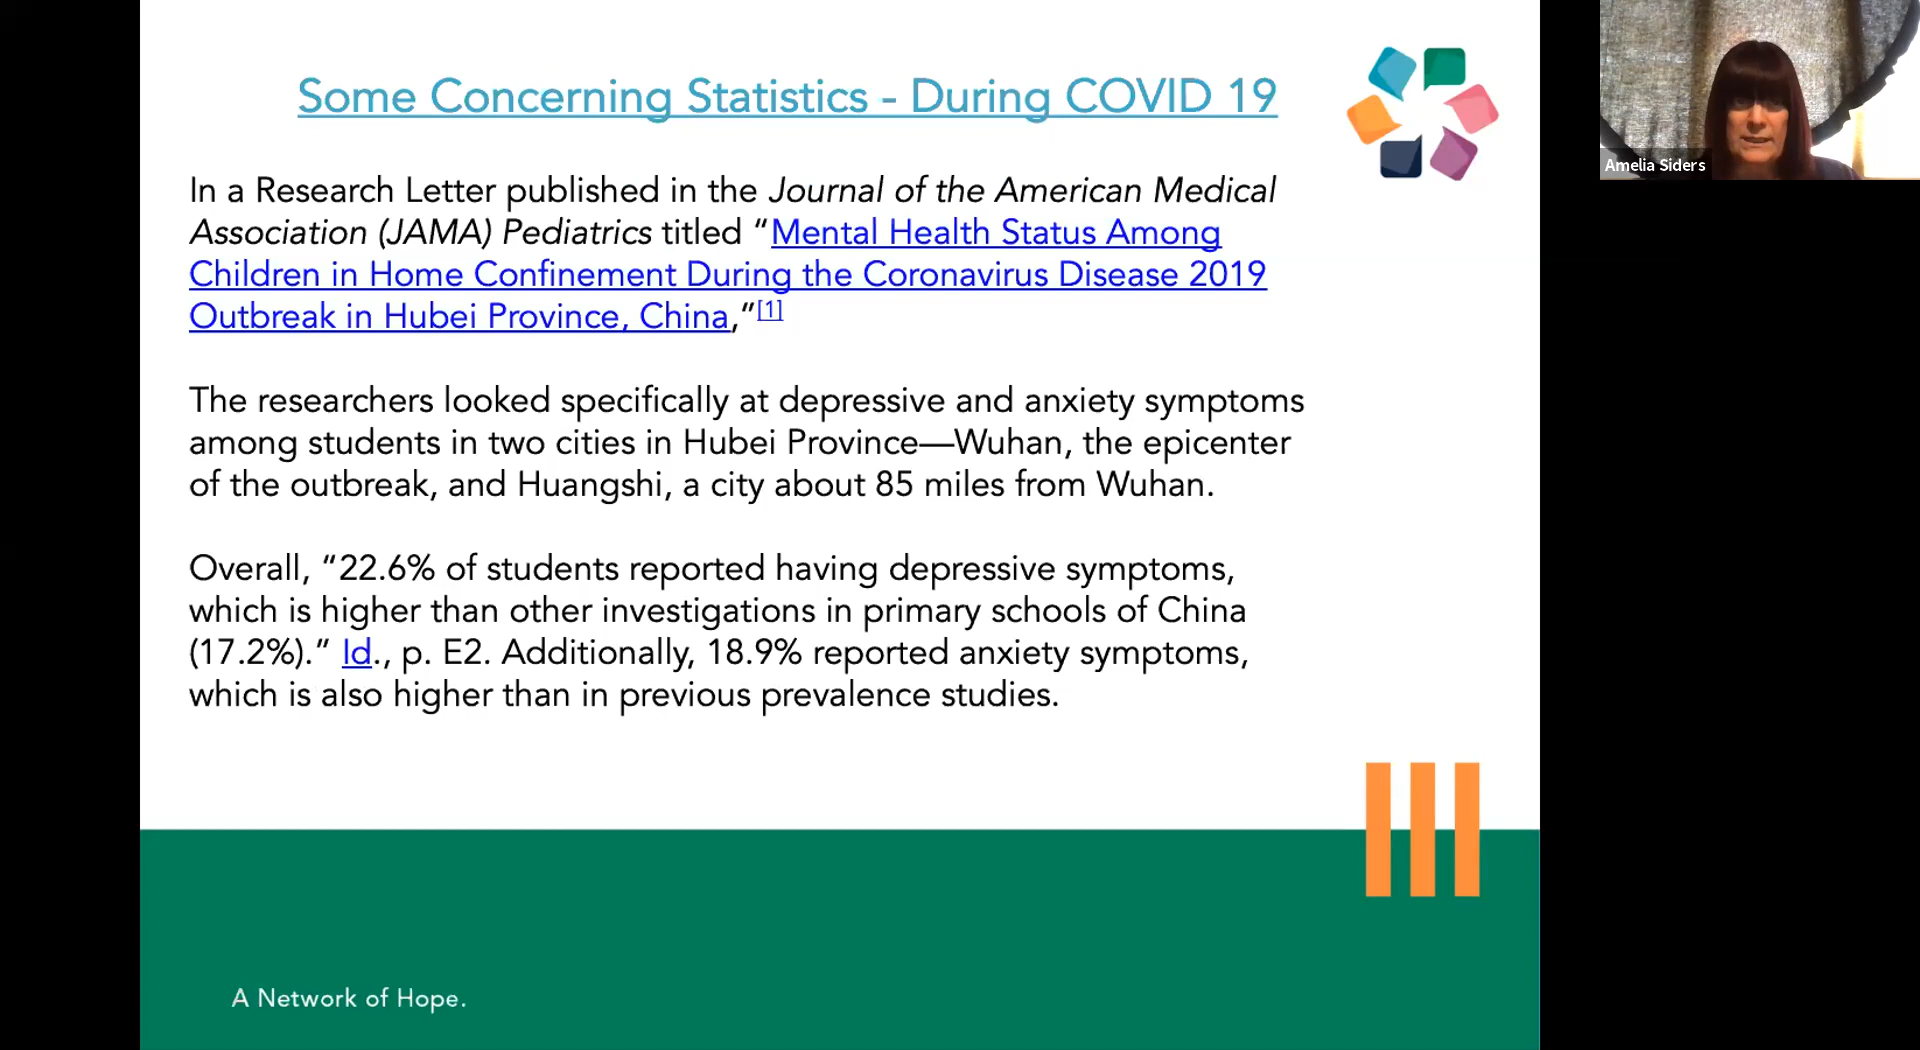 Some Concerning Statistics - During COVID 19
Amelia Siders
In a Research Letter published in the Journal of the American Medical
Association (JAMA) Pediatrics titled “Mental Health Status Among
Children in Home Confinement During the Coronavirus Disease 2019
Outbreak in Hubei Province, China,”[1]
The researchers looked specifically at depressive and anxiety symptoms
among students in two cities in Hubei Province—Wuhan, the epicenter
of the outbreak, and Huangshi, a city about 85 miles from Wuhan.
Overall, “22.6% of students reported having depressive symptoms,
which is higher than other investigations in primary schools of China
(17.2%).” Id., p. E2. Additionally, 18.9% reported anxiety symptoms,
which is also higher than in previous prevalence studies.
A Network of Hope.